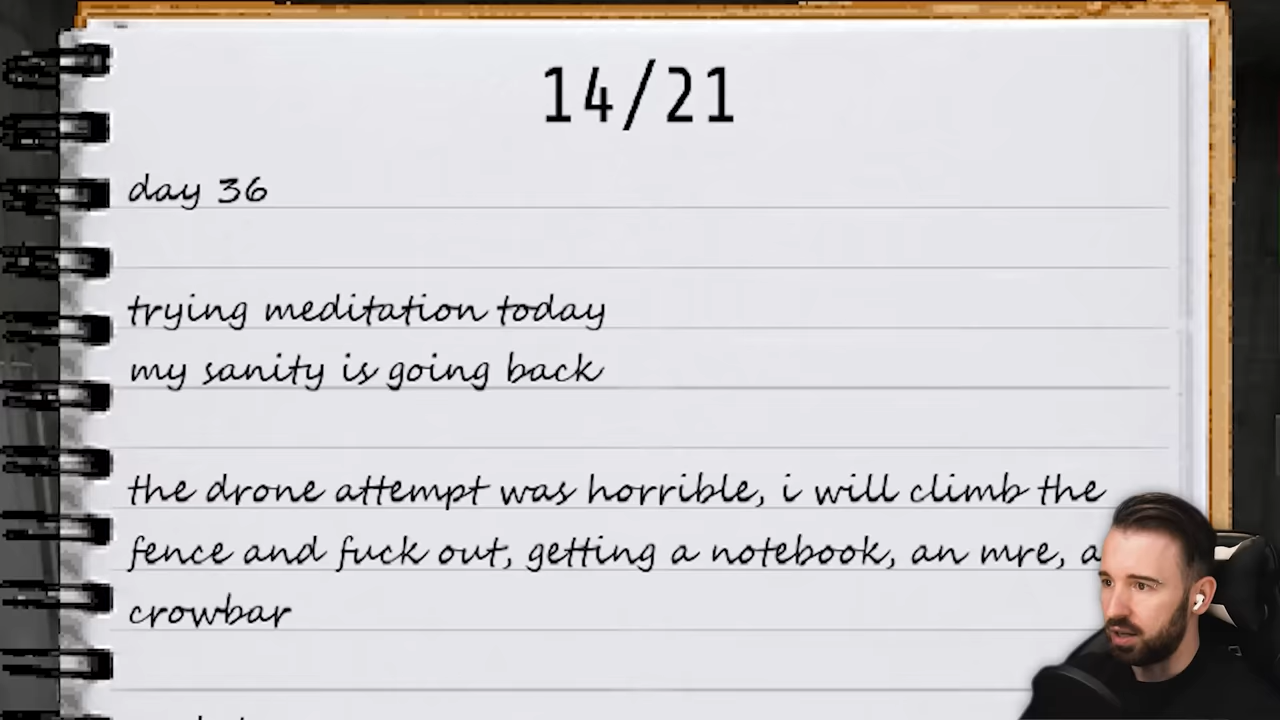 14/21
day 36
trying meditation today
my sanity is going back
the drone attempt was horrible, i will climb the
fence and fuck out, getting a notebook, an mre, a
crowbar